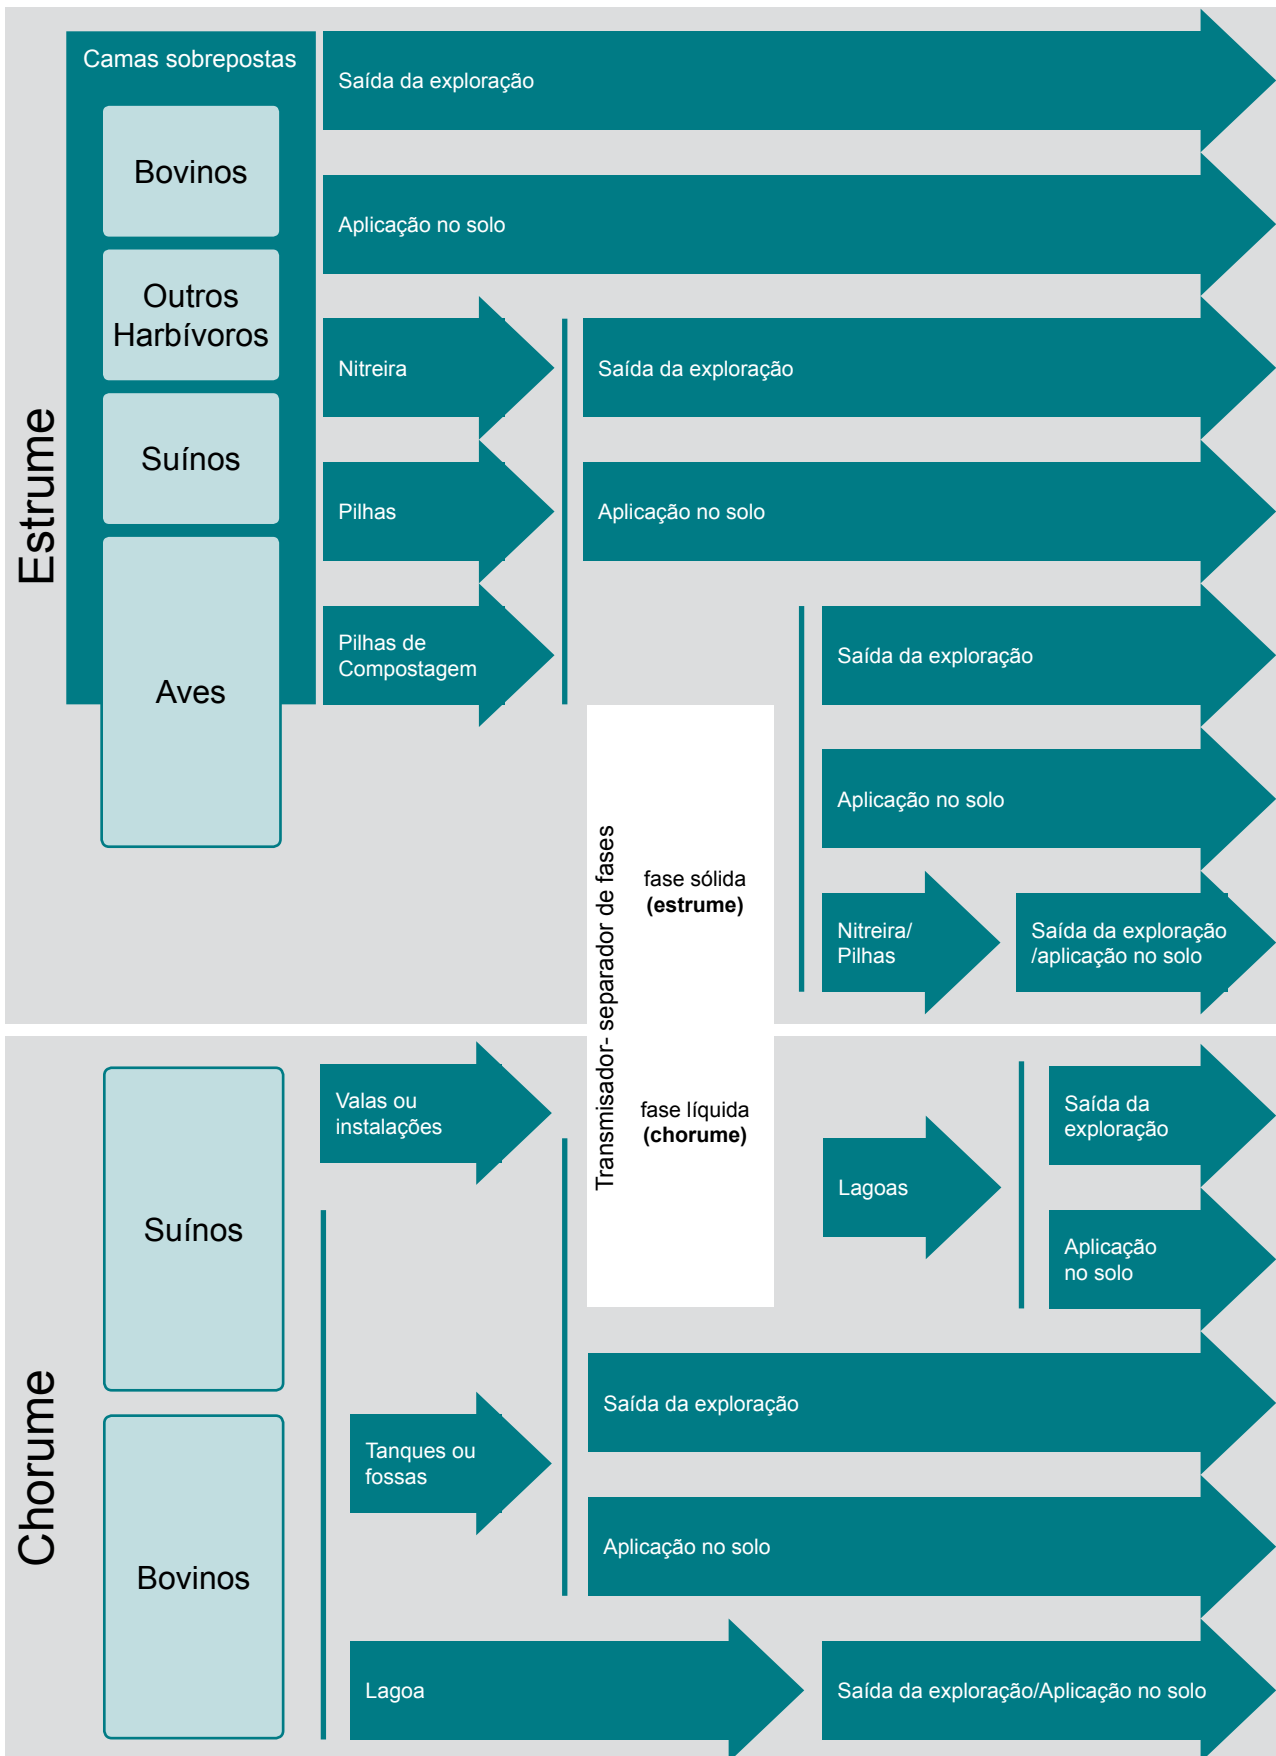 Estrume
Camas sobrepostas
Bovinos
Outros
Harbívoros
Suínos
Aves
Saída da exploração
Aplicação no solo
Nitreira
Pilhas
Pilhas de
Compostagem
Saída da exploração
Aplicação no solo
Saída da exploração
Aplicação no solo
Nitreira/
Pilhas
Saída da exploração
/aplicação no solo
Transmisador- separador de fases
fase sólida
(estrume)
fase líquida
(chorume)
Chorume
Suínos
Bovinos
Valas ou
instalações
Tanques ou
fossas
Lagoas
Saída da
exploração
Aplicação
no solo
Saída da exploração
Aplicação no solo
Lagoa
Saída da exploração/Aplicação no solo